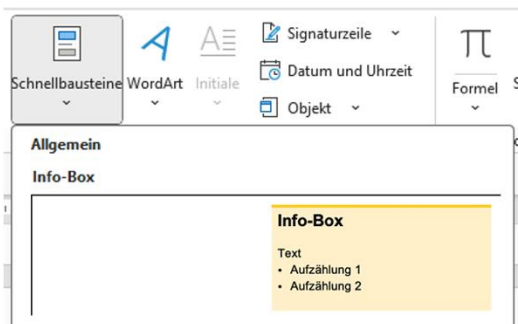 Signaturzeile
Datum und Uhrzeit
Objekt
Schnellbausteine WordArt Initiale
Formel
Allgemein
Info-Box
Info-Box
Text
• Aufzählung 1
• Aufzählung 2